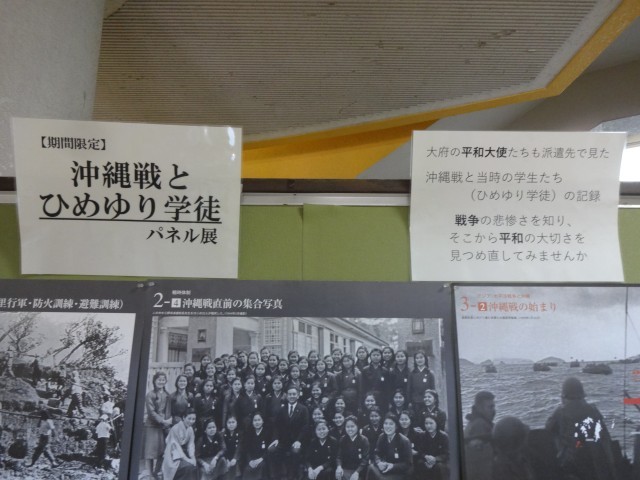 【期間限定】
沖縄戦と
ひめゆり学徒
パネル展
大府の平和大使たちも派遣先で見た
沖縄戦と当時の学生たち
（ひめゆり学徒）の記録
戦争の悲惨さを知り、
そこから平和の大切さを
見つめ直してみませんか
里行軍・防火訓練・避難訓練）
2-4 沖縄戦直前の集合写真
3-2 沖縄戦の始まり